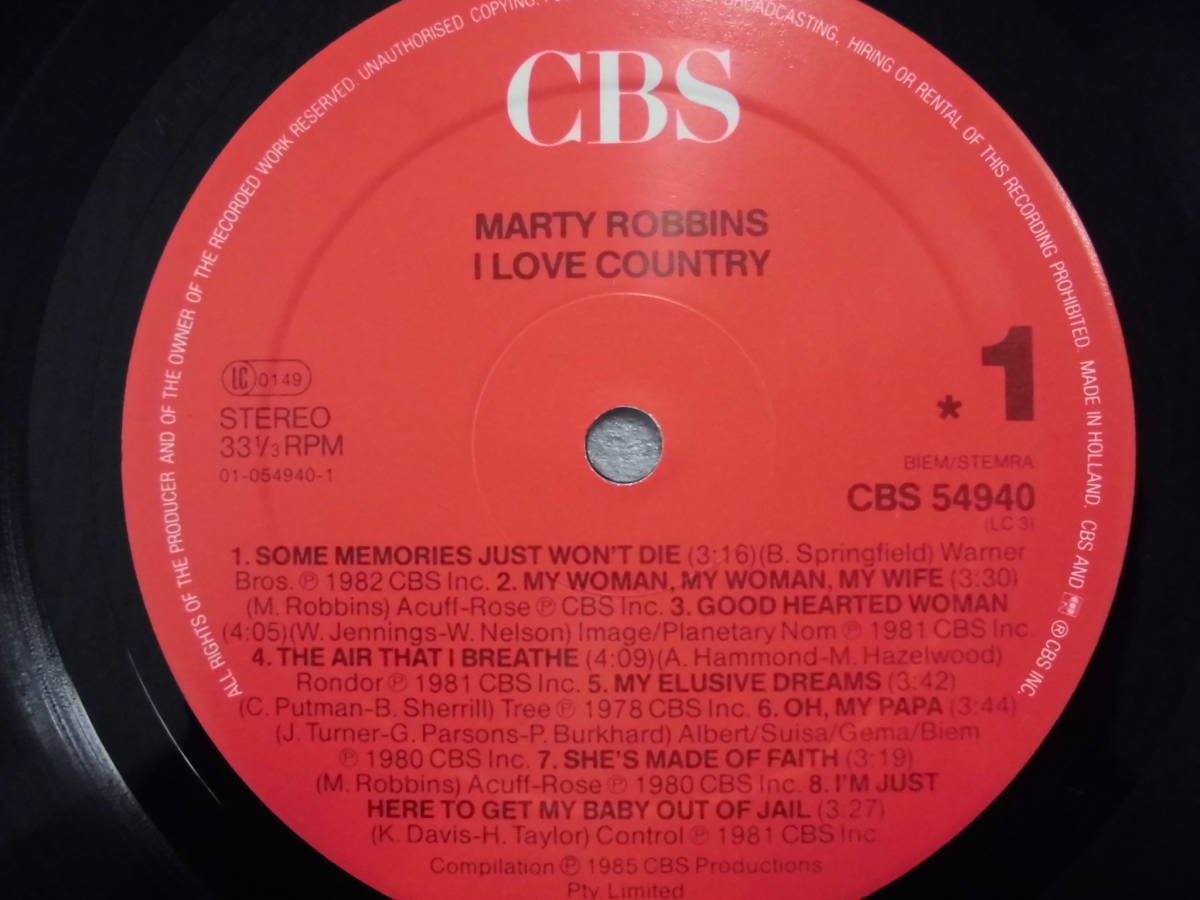 CBS
MARTY ROBBINS
I LOVE COUNTRY
LC 0149
STEREO
33 1/3 RPM
01-054940-1
* 1
BIEM/STEMRA
CBS 54940
(LC 3)
1. SOME MEMORIES JUST WON'T DIE (3:16)(B. Springfield) Warner
Bros. ℗ 1982 CBS Inc. 2. MY WOMAN, MY WOMAN, MY WIFE (3:30)
(M. Robbins) Acuff-Rose ℗ CBS Inc. 3. GOOD HEARTED WOMAN
(4:05)(W. Jennings-W. Nelson) Image/Planetary Nom ℗ 1981 CBS Inc.
4. THE AIR THAT I BREATHE (4:09)(A. Hammond-M. Hazelwood)
Rondor ℗ 1981 CBS Inc. 5. MY ELUSIVE DREAMS (3:42)
(C. Putman-B. Sherrill) Tree ℗ 1978 CBS Inc. 6. OH, MY PAPA (3:44)
(J. Turner-G. Parsons-P. Burkhard) Albert/Suisa/Gema/Biem
℗ 1980 CBS Inc. 7. SHE'S MADE OF FAITH (3:19)
(M. Robbins) Acuff-Rose ℗ 1980 CBS Inc. 8. I'M JUST
HERE TO GET MY BABY OUT OF JAIL (3:27)
(K. Davis-H. Taylor) Control ℗ 1981 CBS Inc.
Compilation ℗ 1985 CBS Productions
Pty. Limited
ALL RIGHTS OF THE PRODUCER AND OF THE OWNER OF THE RECORDED WORK RESERVED. UNAUTHORISED COPYING, BROADCASTING, HIRING OR RENTAL OF THIS RECORDING PROHIBITED. MADE IN HOLLAND. CBS AND ® CBS INC.